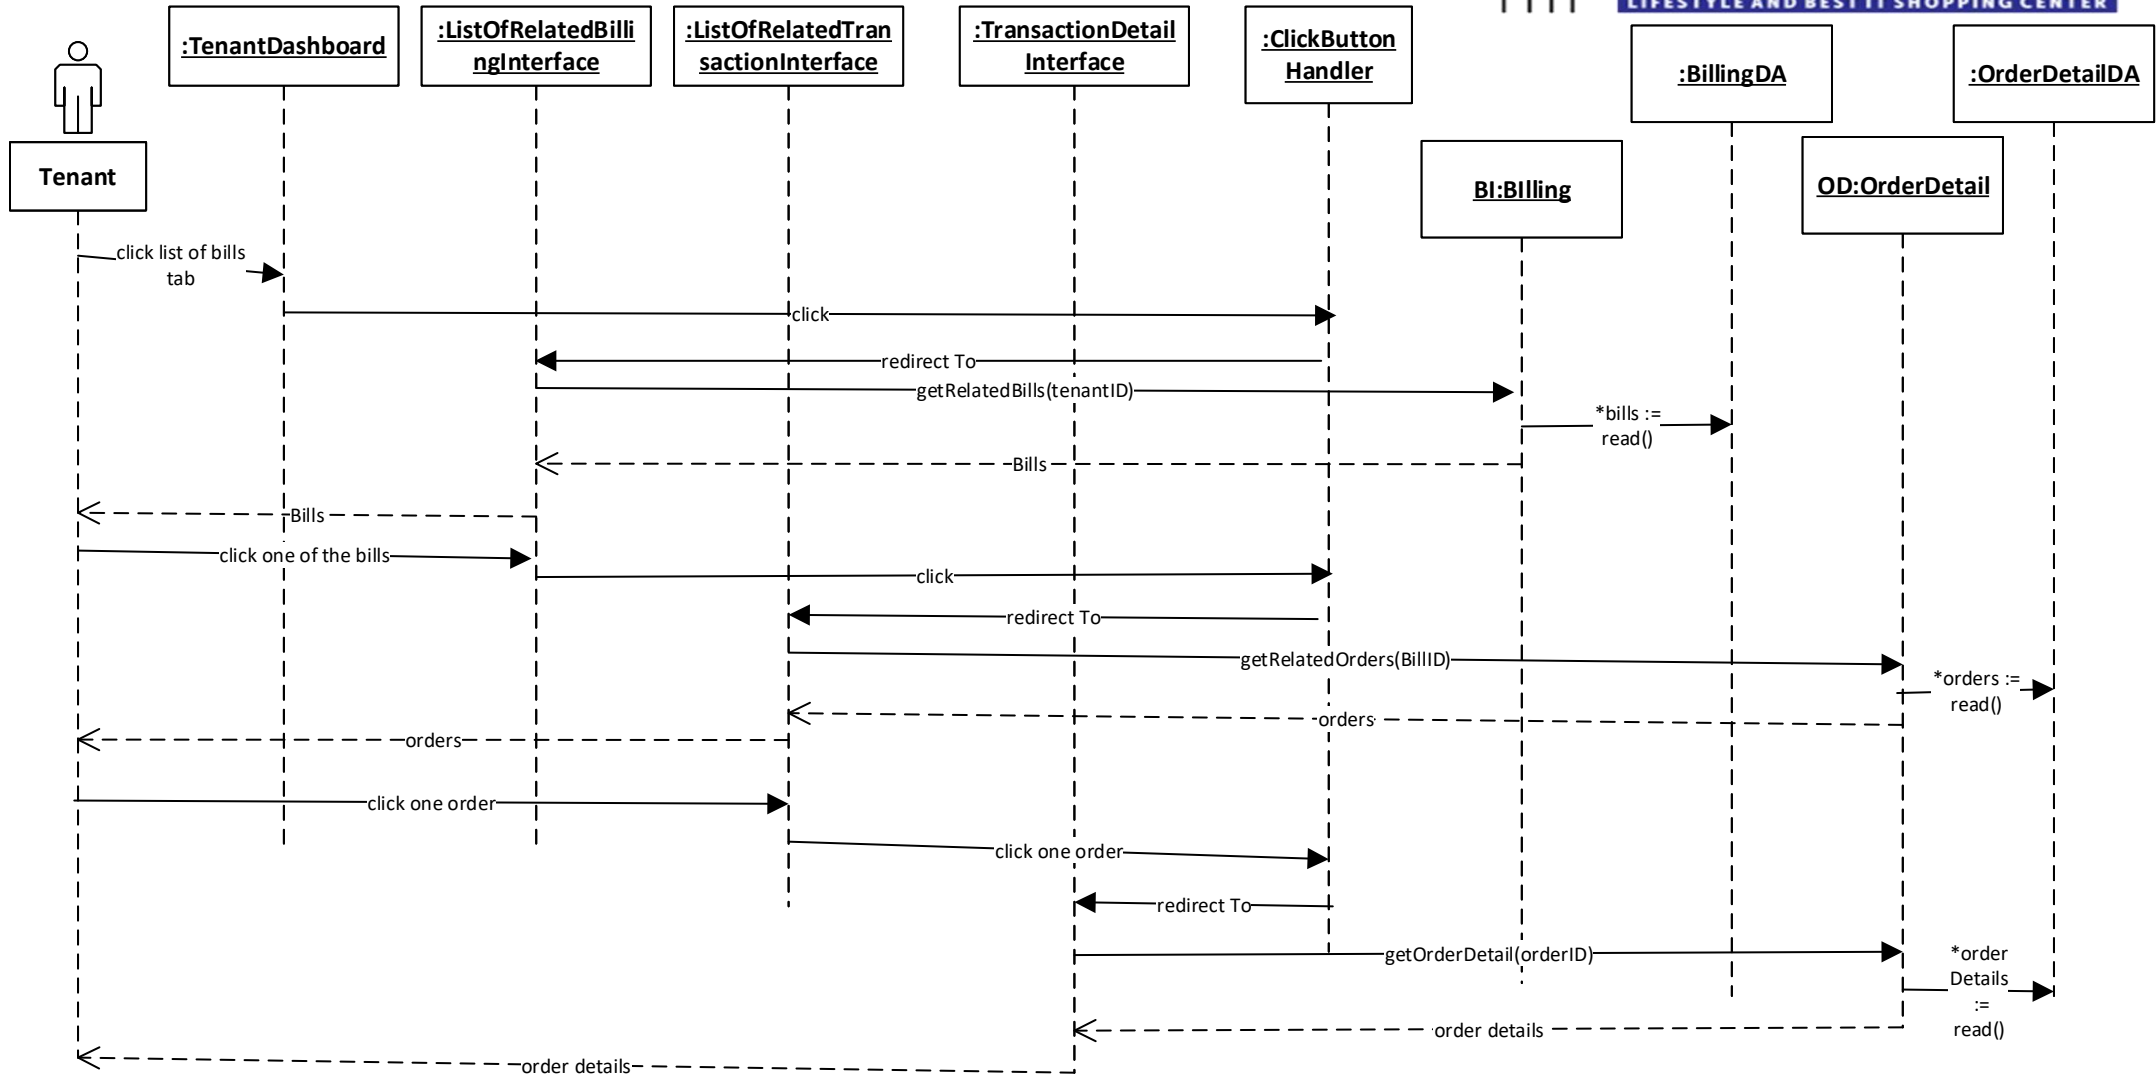 LIFESTYLE AND BEST IT SHOPPING CENTER
:TenantDashboard
:ListOfRelatedBilli
ngInterface
:ListOfRelatedTran
sactionInterface
:TransactionDetail
Interface
:ClickButton
Handler
:BillingDA
:OrderDetailDA
Tenant
BI:BIlling
OD:OrderDetail
click list of bills
tab
click
redirect To
getRelatedBills(tenantID)
*bills :=
read()
Bills
Bills
click one of the bills
click
redirect To
getRelatedOrders(BillID)
*orders :=
read()
orders
orders
click one order
click one order
redirect To
getOrderDetail(orderID)
*order
Details
:=
read()
order details
order details